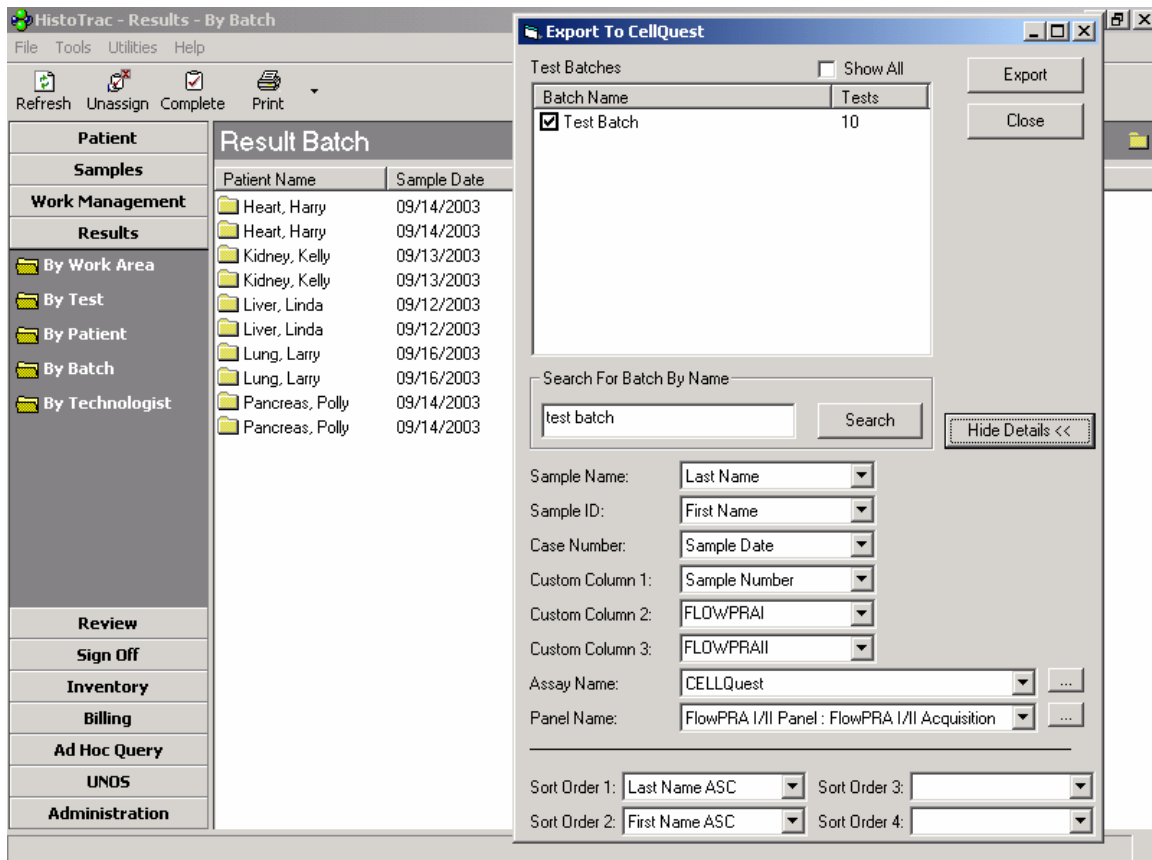 HistoTrac - Results - By Batch
File Tools Utilities Help
Refresh Unassign Complete Print
Patient
Samples
Work Management
Results
By Work Area
By Test
By Patient
By Batch
By Technologist
Review
Sign Off
Inventory
Billing
Ad Hoc Query
UNOS
Administration
Result Batch
Patient Name Sample Date
Heart, Harry 09/14/2003
Heart, Harry 09/14/2003
Kidney, Kelly 09/13/2003
Kidney, Kelly 09/13/2003
Liver, Linda 09/12/2003
Liver, Linda 09/12/2003
Lung, Larry 09/16/2003
Lung, Larry 09/16/2003
Pancreas, Polly 09/14/2003
Pancreas, Polly 09/14/2003
Export To CellQuest
Test Batches Show All
Export
Close
Batch Name Tests
Test Batch 10
Search For Batch By Name
test batch Search
Hide Details <<
Sample Name: Last Name
Sample ID: First Name
Case Number: Sample Date
Custom Column 1: Sample Number
Custom Column 2: FLOWPRAI
Custom Column 3: FLOWPRAII
Assay Name: CELLQuest ...
Panel Name: FlowPRA I/II Panel : FlowPRA I/II Acquisition ...
Sort Order 1: Last Name ASC Sort Order 3:
Sort Order 2: First Name ASC Sort Order 4: